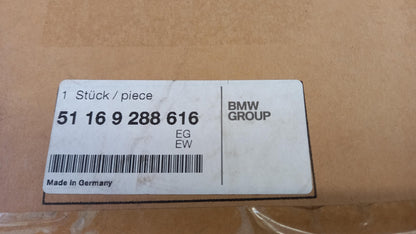 1 Stück / piece
51 16 9 288 616
EG
EW
BMW
GROUP
Made in Germany